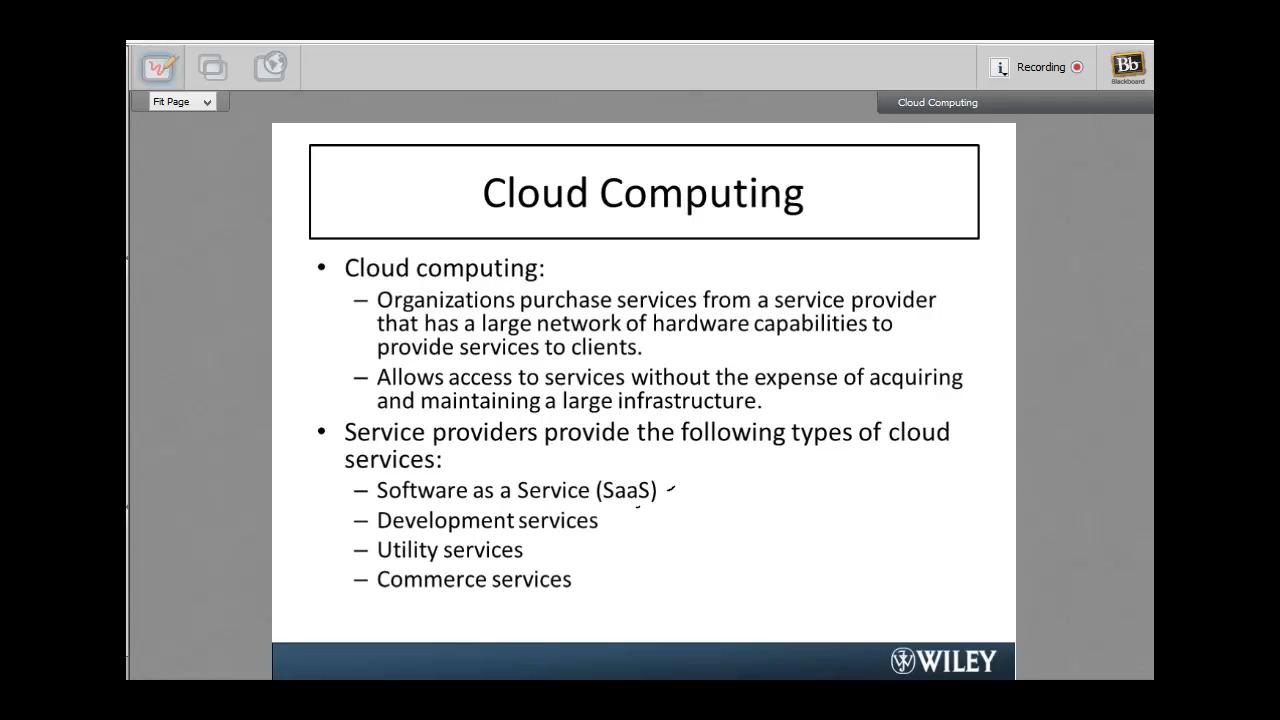 Recording
Bb
Blackboard
Fit Page
Cloud Computing
Cloud Computing
• Cloud computing:
– Organizations purchase services from a service provider
that has a large network of hardware capabilities to
provide services to clients.
– Allows access to services without the expense of acquiring
and maintaining a large infrastructure.
• Service providers provide the following types of cloud
services:
– Software as a Service (SaaS)
– Development services
– Utility services
– Commerce services
WILEY